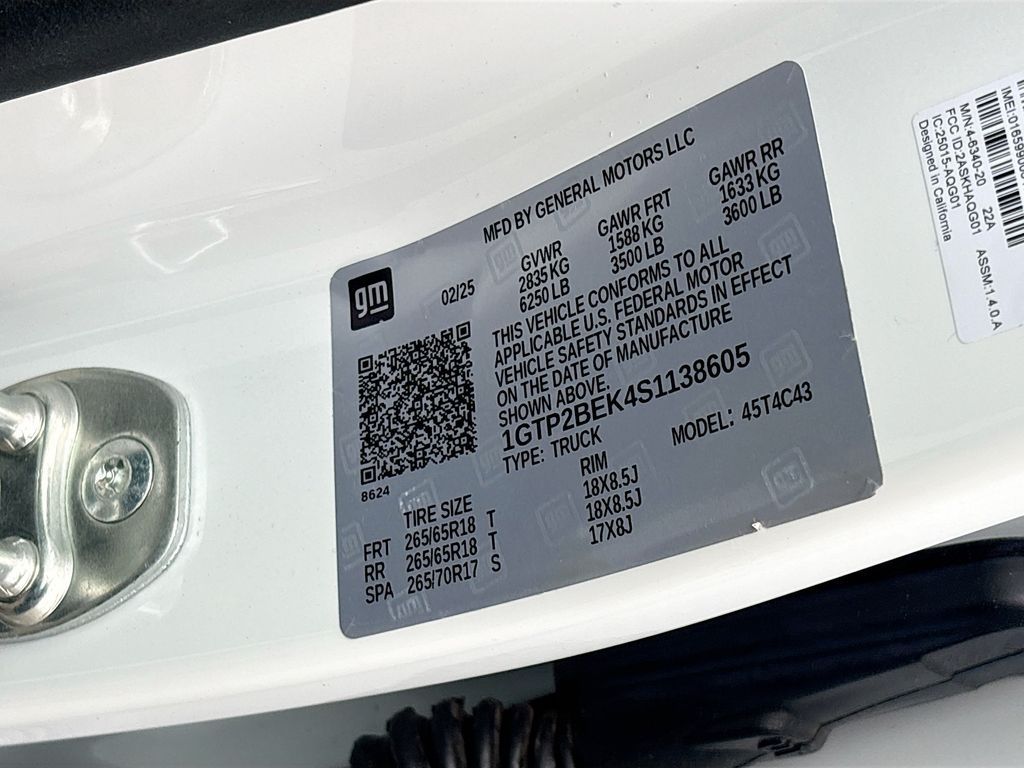 gm
MFD BY GENERAL MOTORS LLC
02/25
GVWR GAWR FRT GAWR RR
2835 KG 1588 KG 1633 KG
6250 LB 3500 LB 3600 LB
THIS VEHICLE CONFORMS TO ALL
APPLICABLE U.S. FEDERAL MOTOR
VEHICLE SAFETY STANDARDS IN EFFECT
ON THE DATE OF MANUFACTURE
SHOWN ABOVE.
1GTP2BEK4S1138605
TYPE: TRUCK MODEL: 45T4C43
8624
TIRE SIZE RIM
FRT 265/65R18 T 18X8.5J
RR 265/65R18 T 18X8.5J
SPA 265/70R17 S 17X8J
M/N:4-6340-20 22A ASSM:1.4.0.A
FCC ID:2ASKHAQG01
IC:25015-AQG01
Designed in California